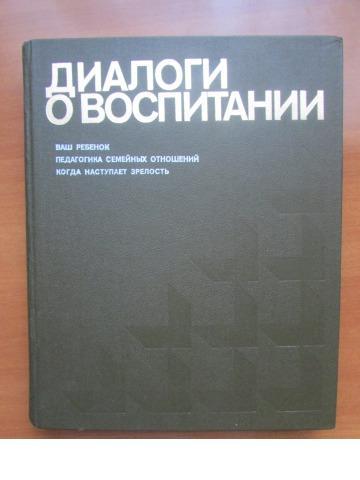 ДИАЛОГИ
О ВОСПИТАНИИ
ВАШ РЕБЕНОК
ПЕДАГОГИКА СЕМЕЙНЫХ ОТНОШЕНИЙ
КОГДА НАСТУПАЕТ ЗРЕЛОСТЬ